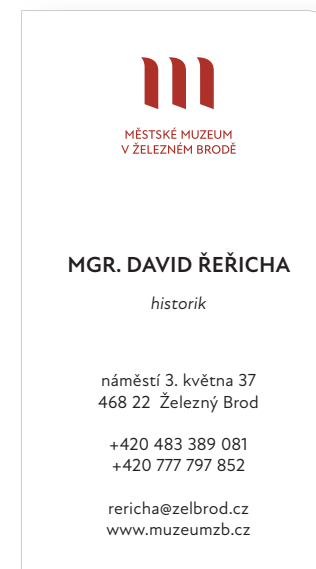 MĚSTSKÉ MUZEUM
V ŽELEZNÉM BRODĚ
MGR. DAVID ŘEŘICHA
historik
náměstí 3. května 37
468 22 Železný Brod
+420 483 389 081
+420 777 797 852
rericha@zelbrod.cz
www.muzeumzb.cz